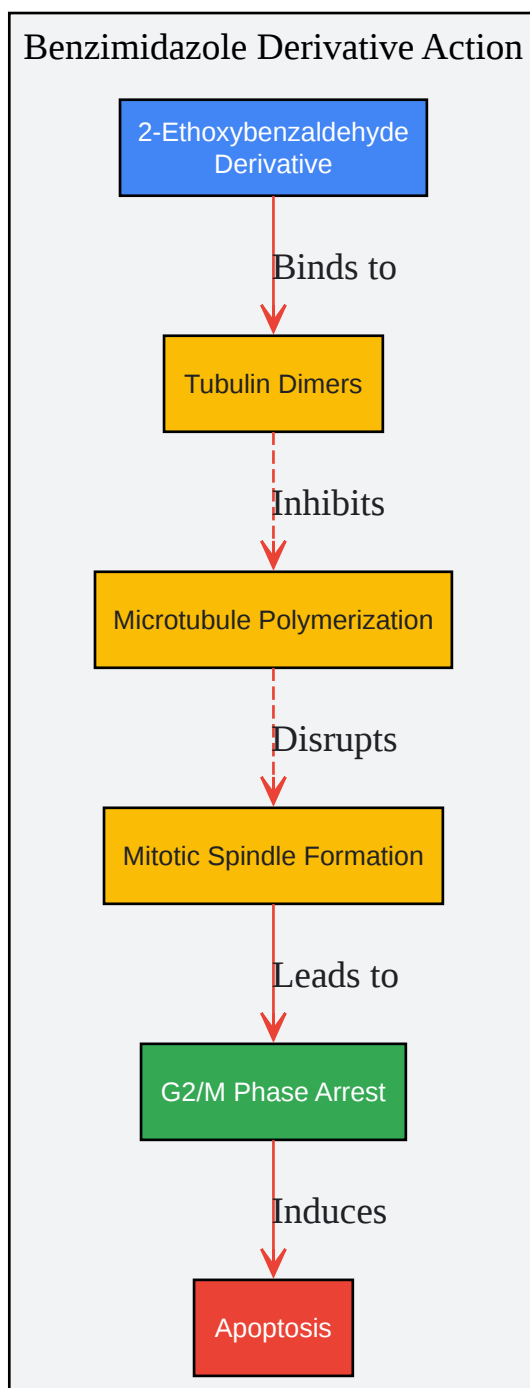 Benzimidazole Derivative Action
2-Ethoxybenzaldehyde
Derivative
Binds to
Tubulin Dimers
Inhibits
Microtubule Polymerization
Disrupts
Mitotic Spindle Formation
Leads to
G2/M Phase Arrest
Induces
Apoptosis